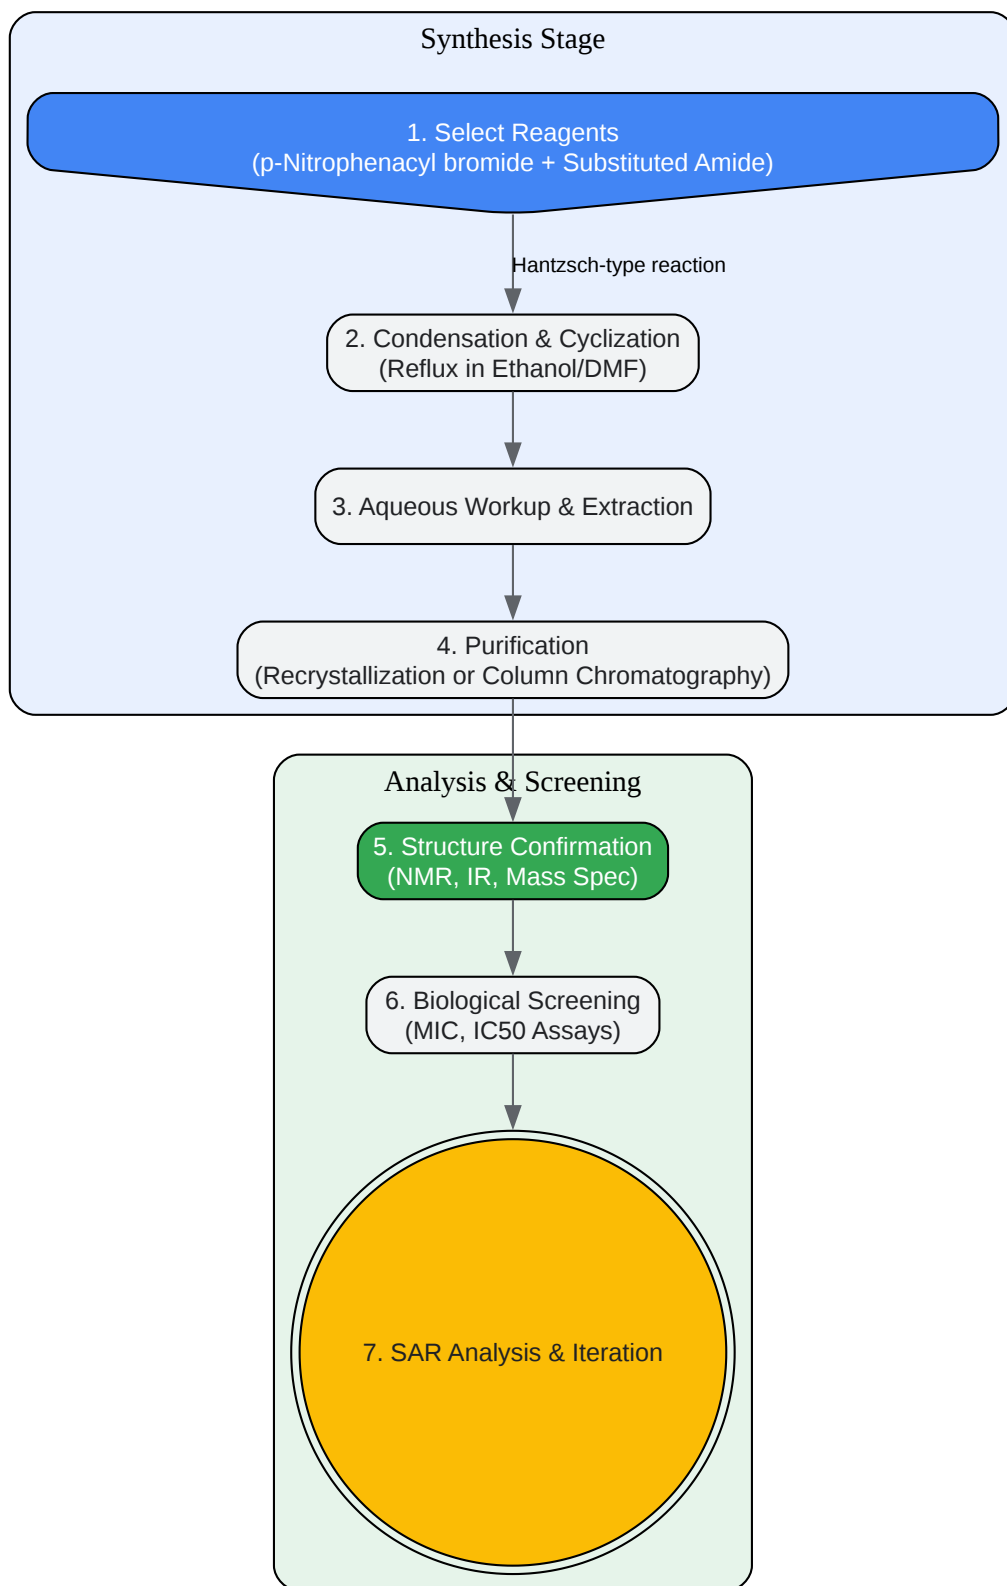 Synthesis Stage
1. Select Reagents
(p-Nitrophenacyl bromide + Substituted Amide)
Hantzsch-type reaction
2. Condensation & Cyclization
(Reflux in Ethanol/DMF)
3. Aqueous Workup & Extraction
4. Purification
(Recrystallization or Column Chromatography)
Analysis & Screening
5. Structure Confirmation
(NMR, IR, Mass Spec)
6. Biological Screening
(MIC, IC50 Assays)
7. SAR Analysis & Iteration